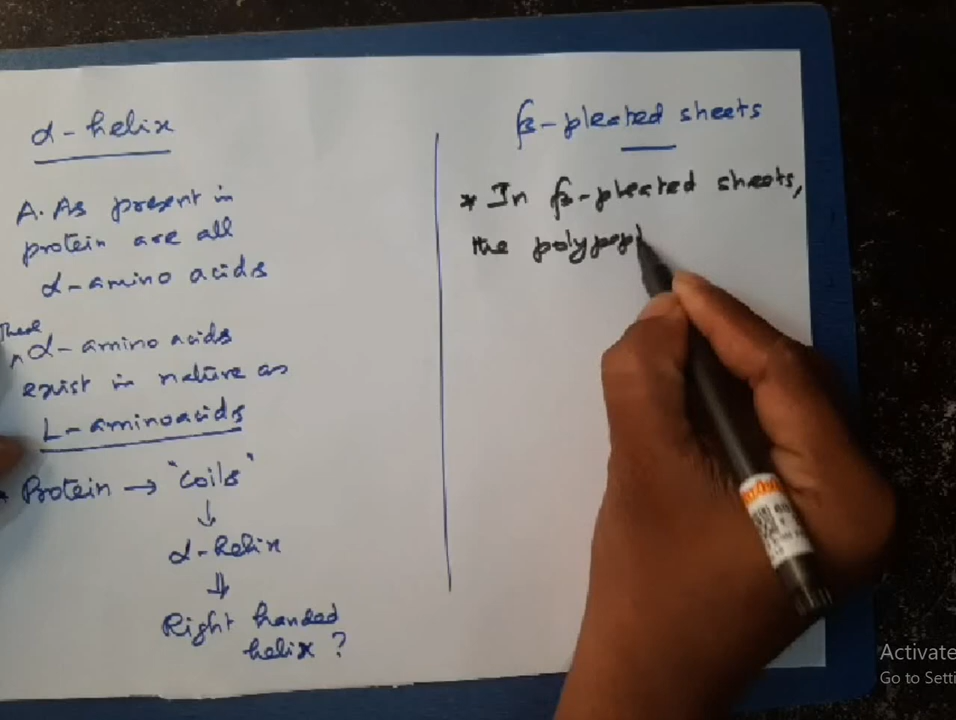 α-helix
A.As present in
protein are all
α-amino acids
These
^ α-amino acids
exist in nature as
L-aminoacids
Protein → "coils"
↓
α-helix
⇓
Right handed
helix ?
β-pleated sheets
* In β-pleated sheets,
the polypep
Activate
Go to Setti